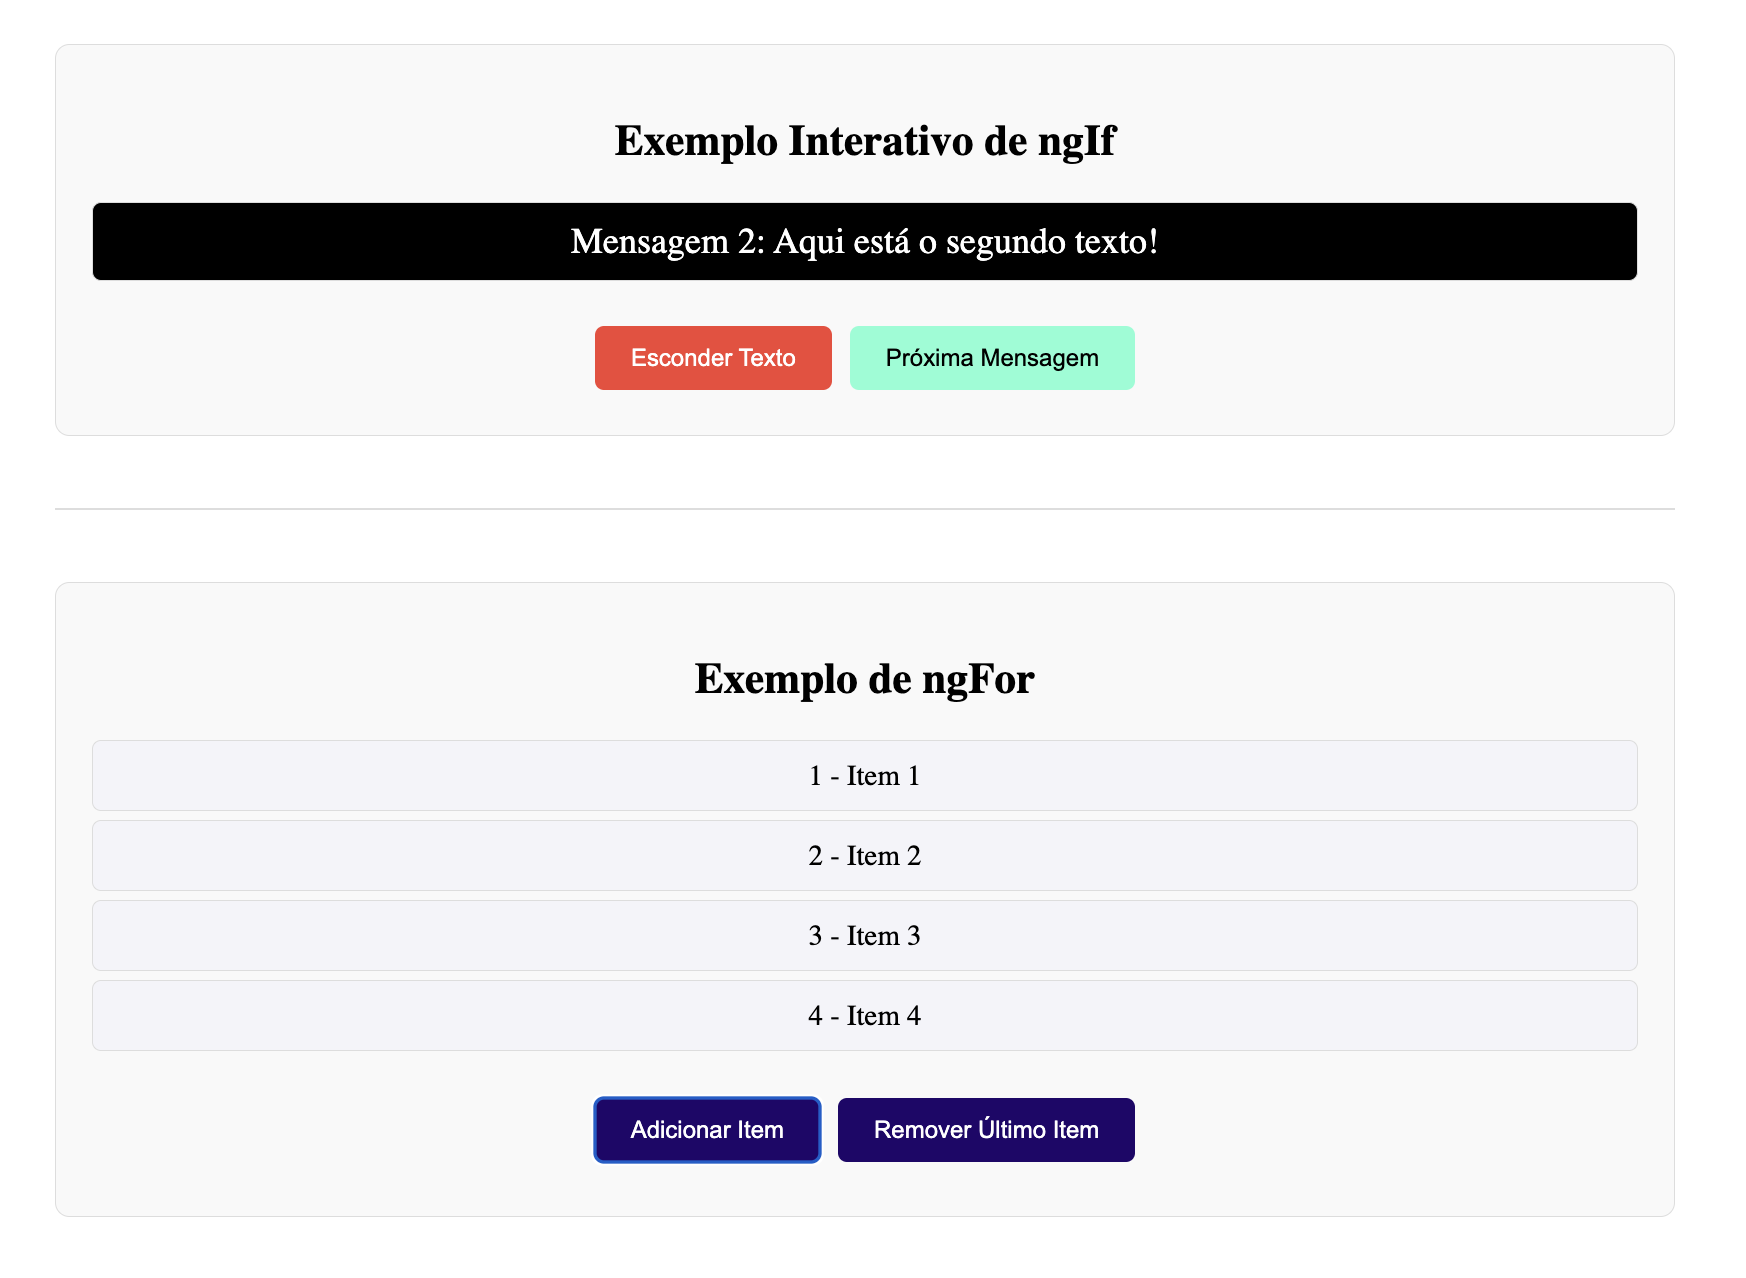 Exemplo Interativo de ngIf
Mensagem 2: Aqui está o segundo texto!
Esconder Texto
Próxima Mensagem
Exemplo de ngFor
1 - Item 1
2 - Item 2
3 - Item 3
4 - Item 4
Adicionar Item
Remover Último Item